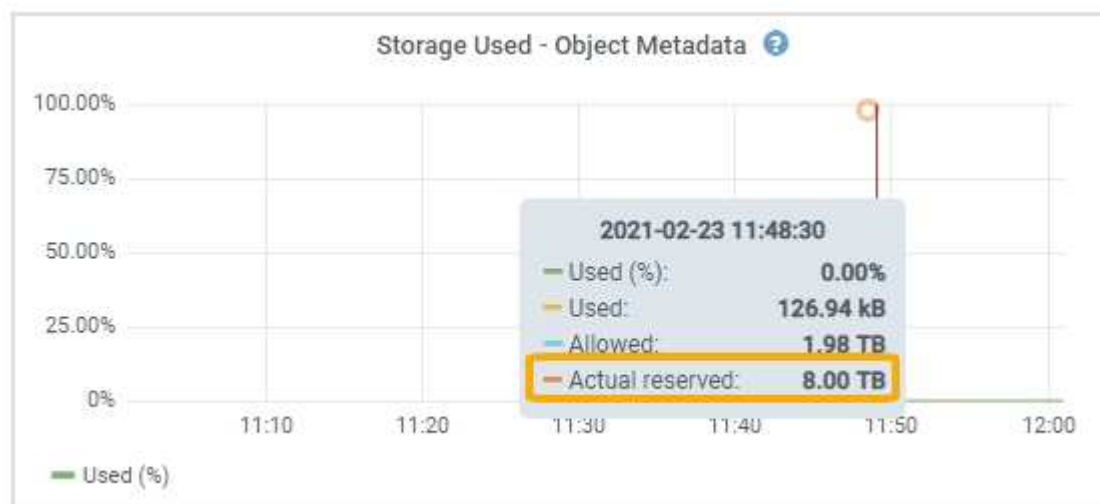 Storage Used - Object Metadata ?
100.00%
75.00%
50.00%
25.00%
0%
2021-02-23 11:48:30
Used (%): 0.00%
Used: 126.94 kB
Allowed: 1.98 TB
Actual reserved: 8.00 TB
11:10 11:20 11:30 11:40 11:50 12:00
Used (%)